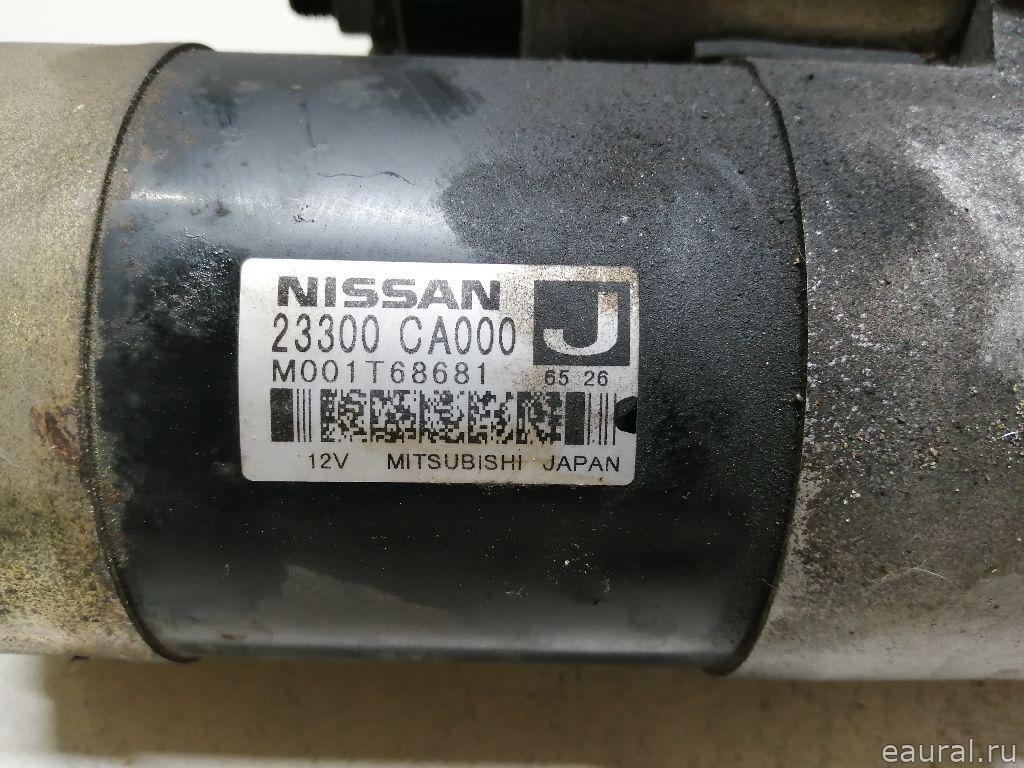 NISSAN
23300 CA000 J
M001T68681 65 26
12V MITSUBISHI JAPAN
eaural.ru